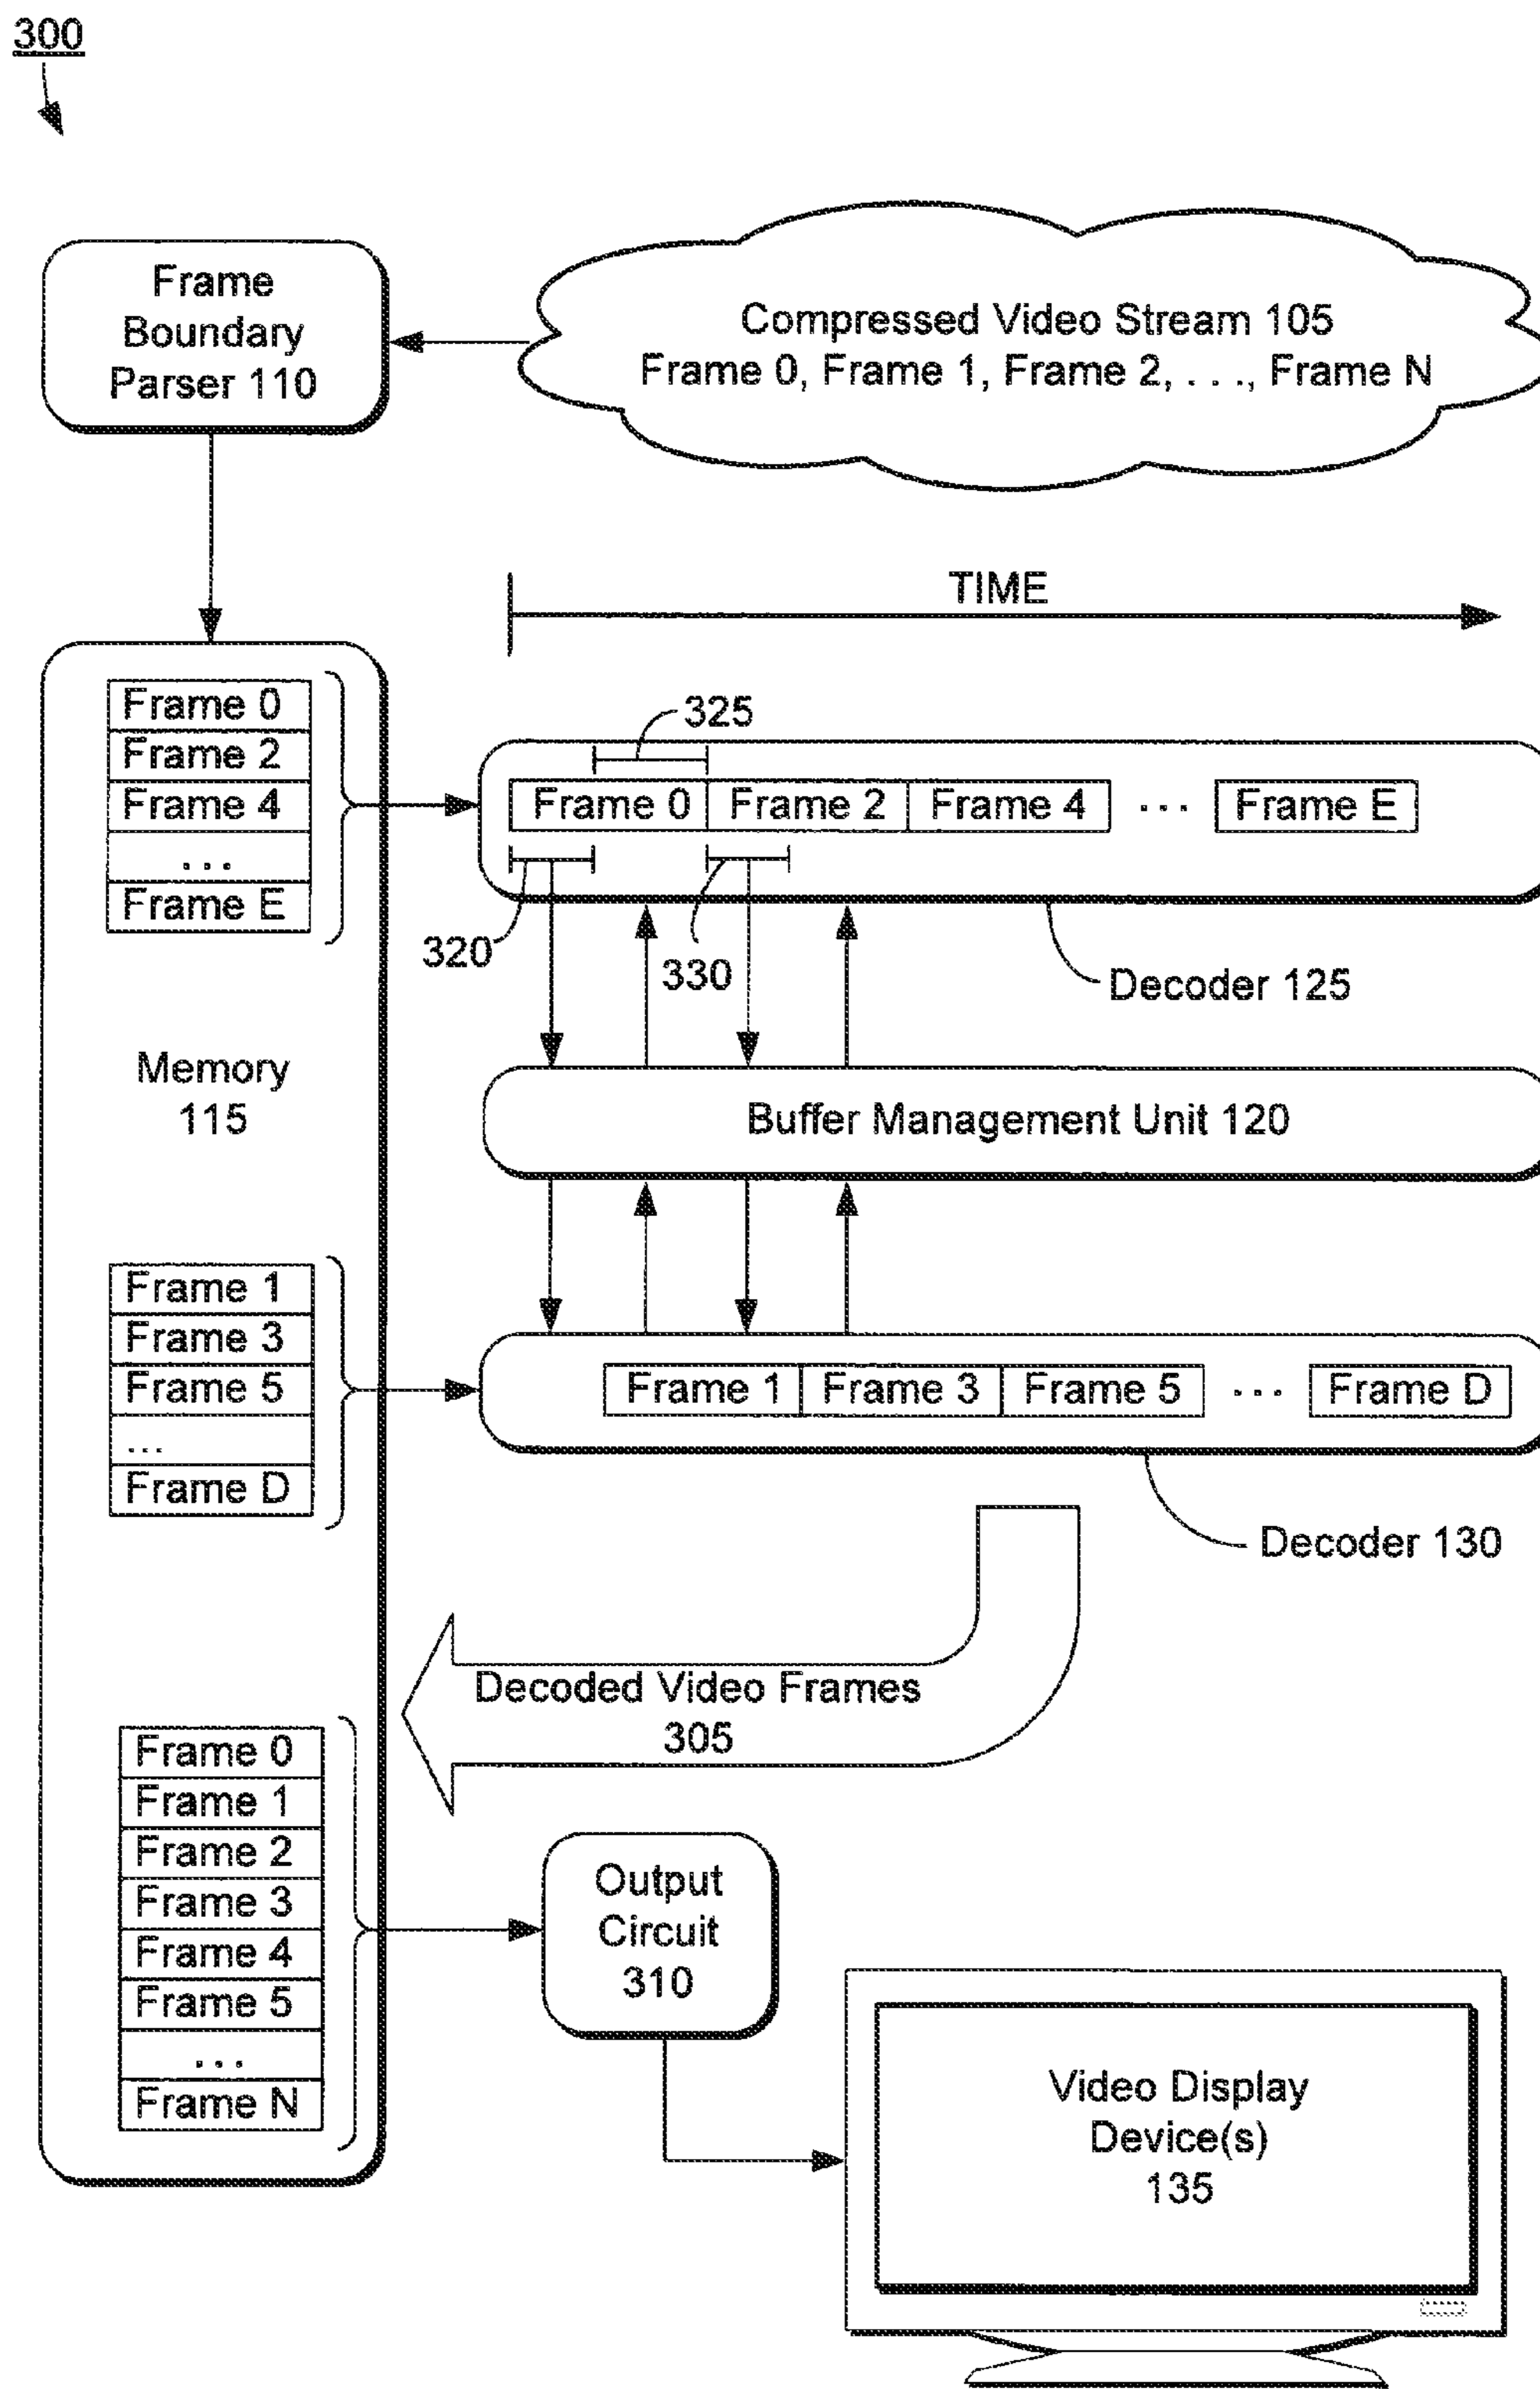 300
Frame
Boundary
Parser 110
Compressed Video Stream 105
Frame 0, Frame 1, Frame 2, . . ., Frame N
TIME
Frame 0
Frame 2
Frame 4
...
Frame E
325
Frame 0
Frame 2
Frame 4
...
Frame E
320
330
Decoder 125
Memory
115
Buffer Management Unit 120
Frame 1
Frame 3
Frame 5
...
Frame D
Frame 1
Frame 3
Frame 5
...
Frame D
Decoder 130
Decoded Video Frames
305
Frame 0
Frame 1
Frame 2
Frame 3
Frame 4
Frame 5
...
Frame N
Output
Circuit
310
Video Display
Device(s)
135